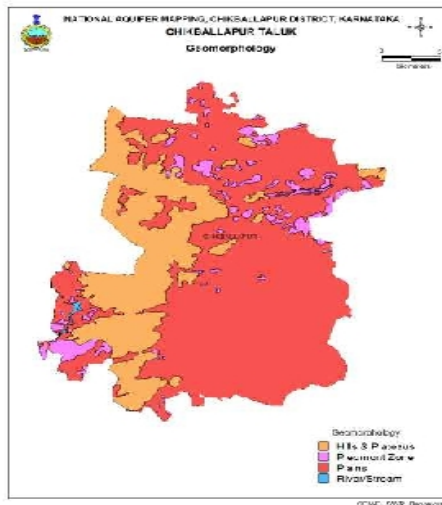 NATIONAL AQUIFER MAPPING, CHIKBALLAPUR DISTRICT, KARNATAKA
CHIKBALLAPUR TALUK
Geomorphology
Geomorphology
Hills & Plateaus
Piedmont Zone
Plains
River/Stream